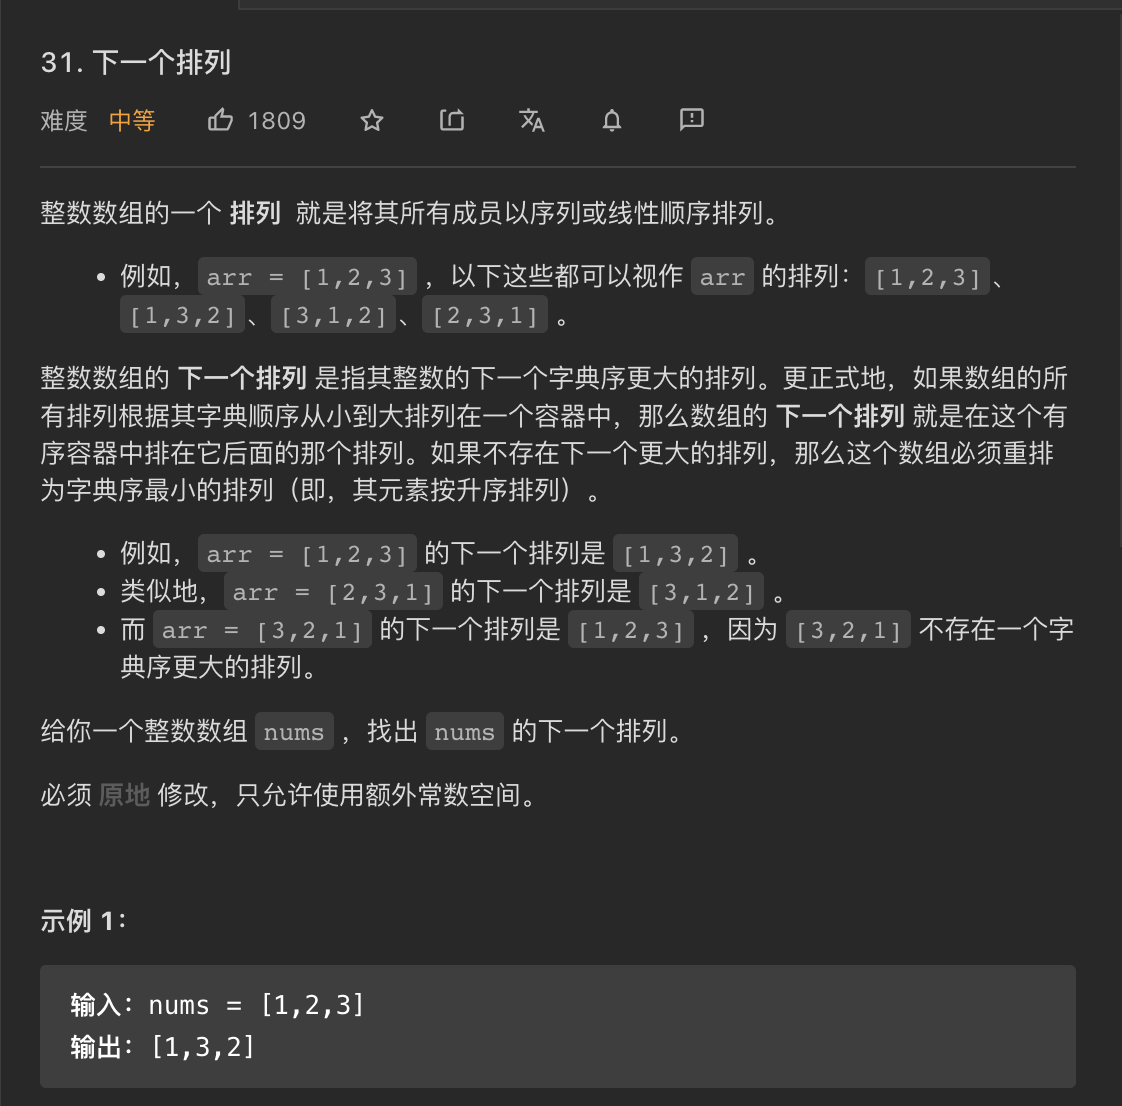 31. 下一个排列
难度 中等 1809
整数数组的一个 排列 就是将其所有成员以序列或线性顺序排列。
• 例如，arr = [1,2,3] ，以下这些都可以视作 arr 的排列：[1,2,3]、
[1,3,2]、[3,1,2]、[2,3,1] 。
整数数组的 下一个排列 是指其整数的下一个字典序更大的排列。更正式地，如果数组的所
有排列根据其字典顺序从小到大排列在一个容器中，那么数组的 下一个排列 就是在这个有
序容器中排在它后面的那个排列。如果不存在下一个更大的排列，那么这个数组必须重排
为字典序最小的排列（即，其元素按升序排列）。
• 例如，arr = [1,2,3] 的下一个排列是 [1,3,2] 。
• 类似地，arr = [2,3,1] 的下一个排列是 [3,1,2] 。
• 而 arr = [3,2,1] 的下一个排列是 [1,2,3] ，因为 [3,2,1] 不存在一个字
典序更大的排列。
给你一个整数数组 nums ，找出 nums 的下一个排列。
必须 原地 修改，只允许使用额外常数空间。
示例 1：
输入：nums = [1,2,3]
输出：[1,3,2]